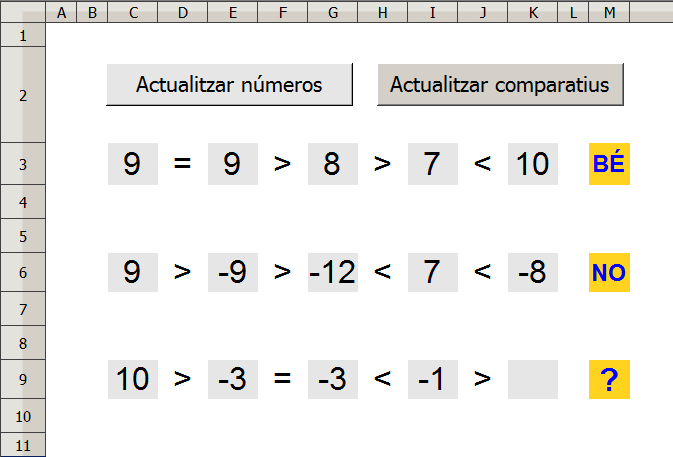 A B C D E F G H I J K L M
1
2 Actualitzar números Actualitzar comparatius
3 9 = 9 > 8 > 7 < 10 BÉ
4
5
6 9 > -9 > -12 < 7 < -8 NO
7
8
9 10 > -3 = -3 < -1 > ?
10
11